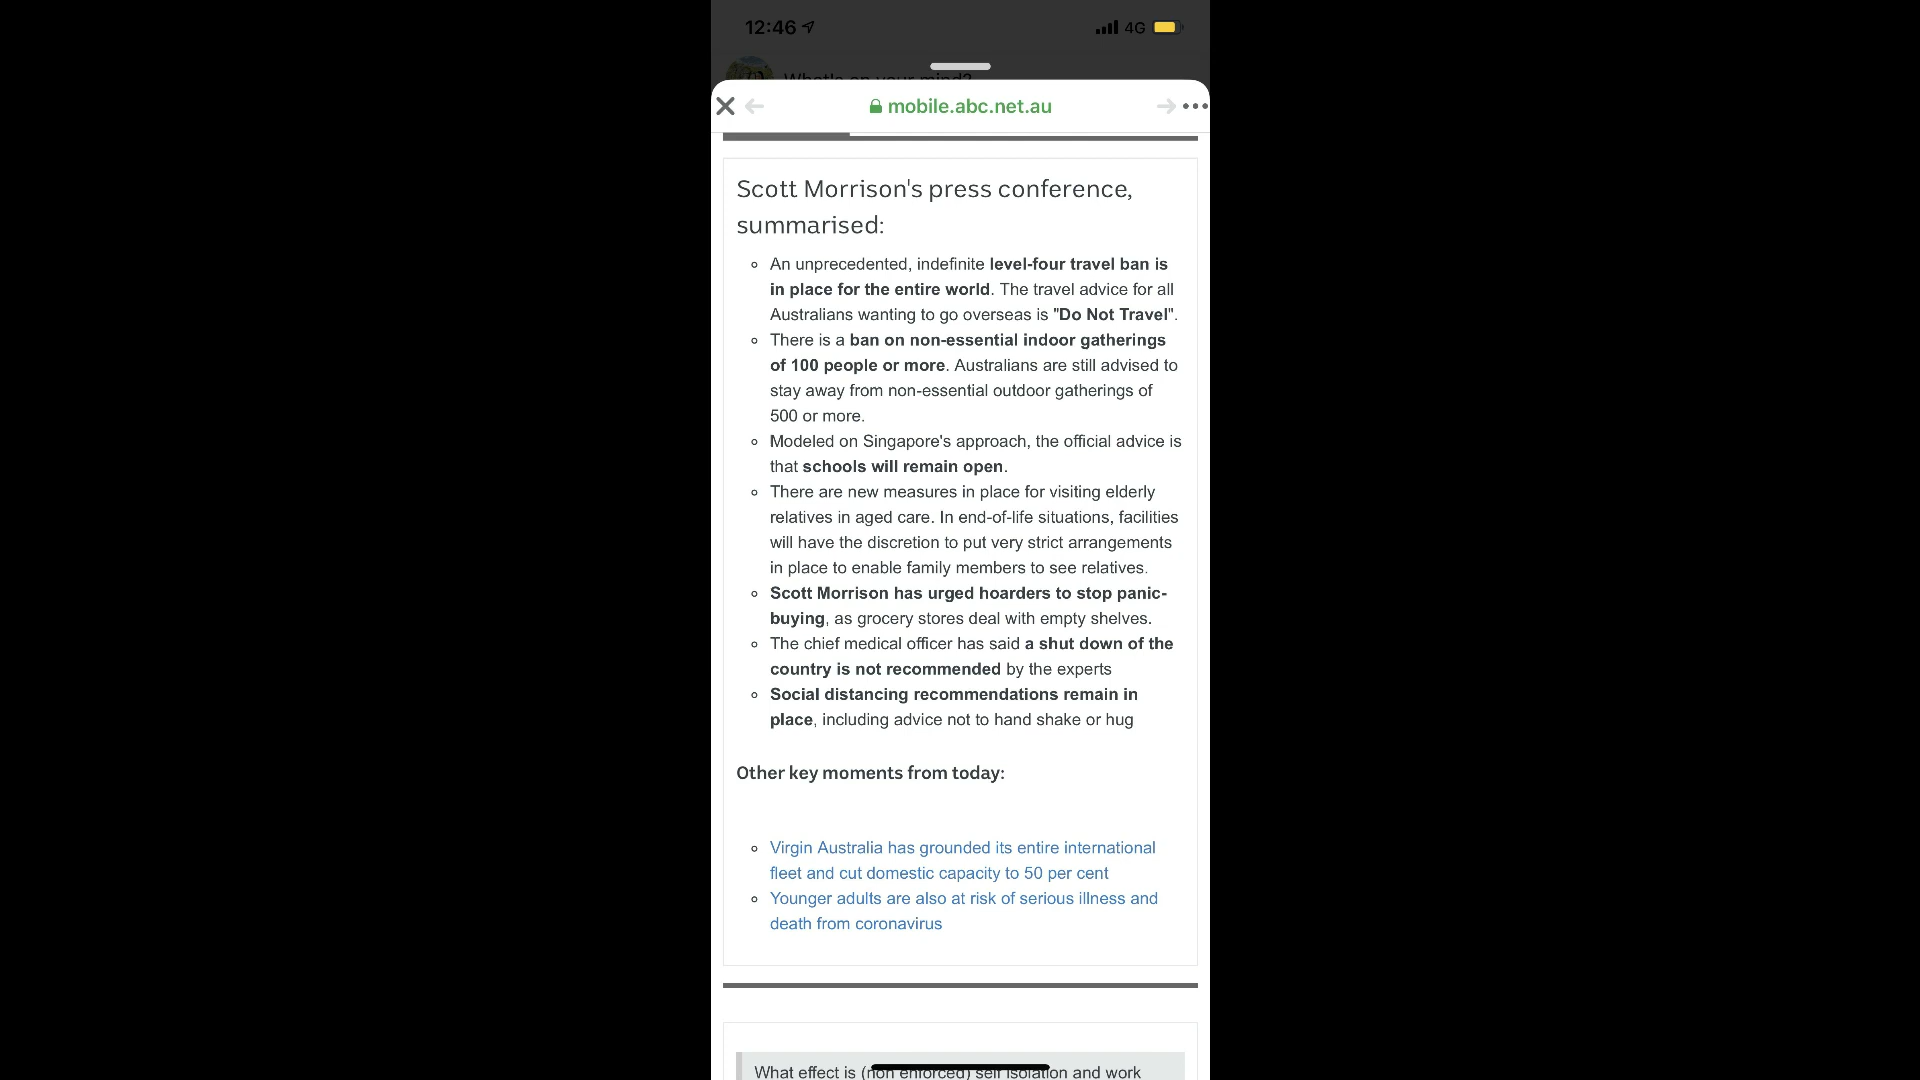 12:46
4G
What's on your mind?
mobile.abc.net.au
Scott Morrison's press conference,
summarised:
An unprecedented, indefinite level-four travel ban is
in place for the entire world. The travel advice for all
Australians wanting to go overseas is "Do Not Travel".
There is a ban on non-essential indoor gatherings
of 100 people or more. Australians are still advised to
stay away from non-essential outdoor gatherings of
500 or more.
Modeled on Singapore's approach, the official advice is
that schools will remain open.
There are new measures in place for visiting elderly
relatives in aged care. In end-of-life situations, facilities
will have the discretion to put very strict arrangements
in place to enable family members to see relatives.
Scott Morrison has urged hoarders to stop panic-
buying, as grocery stores deal with empty shelves.
The chief medical officer has said a shut down of the
country is not recommended by the experts
Social distancing recommendations remain in
place, including advice not to hand shake or hug
Other key moments from today:
Virgin Australia has grounded its entire international
fleet and cut domestic capacity to 50 per cent
Younger adults are also at risk of serious illness and
death from coronavirus
What effect is (non enforced) self isolation and work